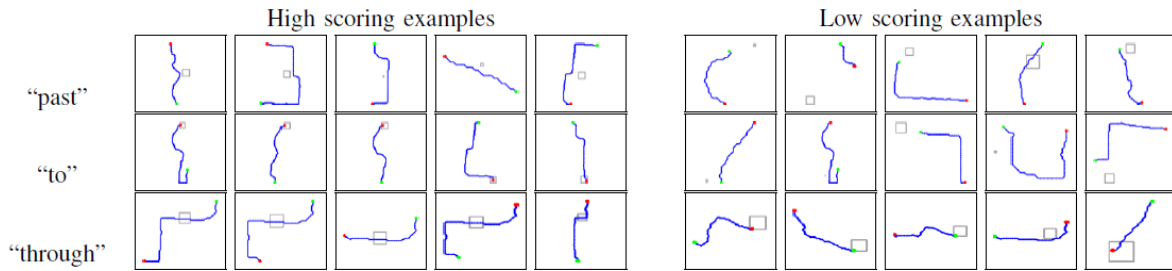 High scoring examples
Low scoring examples
“past”
“to”
“through”